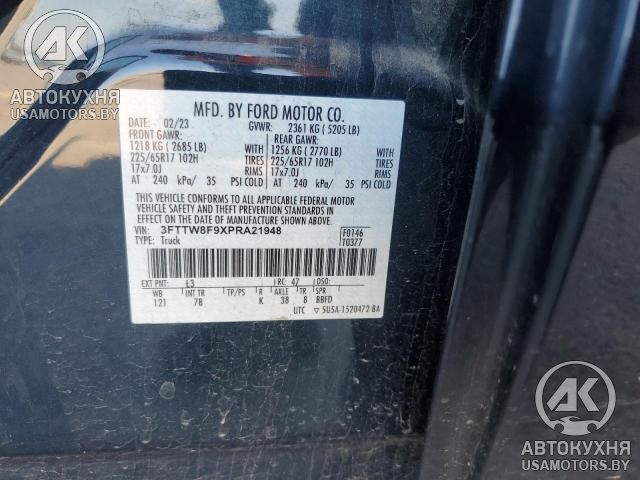 AK
АВТОКУХНЯ
USAMOTORS.BY
MFD. BY FORD MOTOR CO.
DATE: 02/23 GVWR: 2361 KG ( 5205 LB)
FRONT GAWR: REAR GAWR:
1218 KG ( 2685 LB) 1256 KG ( 2770 LB)
225/65R17 102H TIRES 225/65R17 102H TIRES
17x7.0J RIMS 17x7.0J RIMS
AT 240 kPa/ 35 PSI COLD AT 240 kPa/ 35 PSI COLD
THIS VEHICLE CONFORMS TO ALL APPLICABLE FEDERAL MOTOR
VEHICLE SAFETY AND THEFT PREVENTION STANDARDS IN
EFFECT ON THE DATE OF MANUFACTURE SHOWN ABOVE.
VIN: 3FTTW8F9XPRA21948 F0146
TYPE: Truck T0377
EXT PNT: L3 RC: 47 DSO:
WB INT TR TP/PS R AXLE TR SPR
121 7B K 38 8 BBFD
UTC ▽ 5U5A-1520472-BA
AK
АВТОКУХНЯ
USAMOTORS.BY